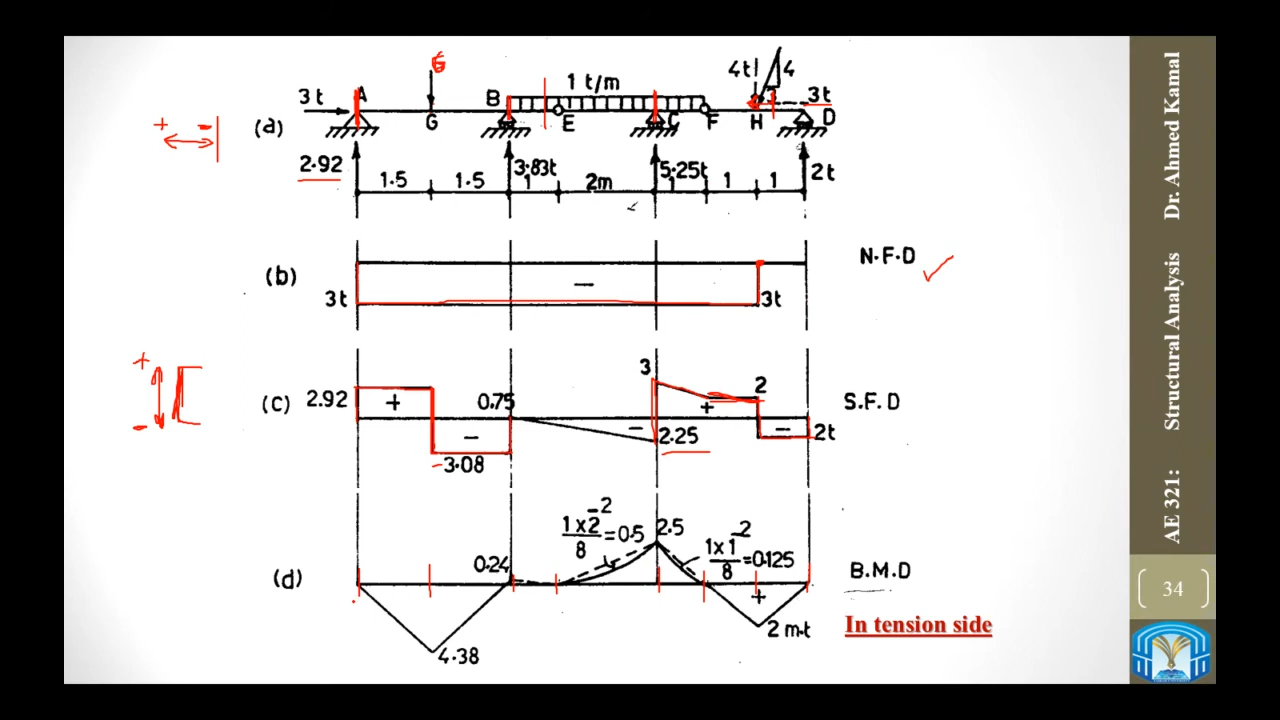 6
3t
A
B
1 t/m
4t
4
3
3t
+ -
(a)
G
E
C
F
H
D
2.92
3.83t
5.25t
2t
1.5
1.5
1
2m
1
1
1
(b)
3t
−
3t
N.F.D
+
-
(c)
2.92
+
0.75
−
-3.08
3
−
2.25
+
2
−
2t
S.F.D
(d)
0.24
4.38
1x2²/8 =0.5
2.5
1x1²/8 =0.125
+
2 m.t
B.M.D
In tension side
AE 321: Structural Analysis Dr. Ahmed Kamal
34